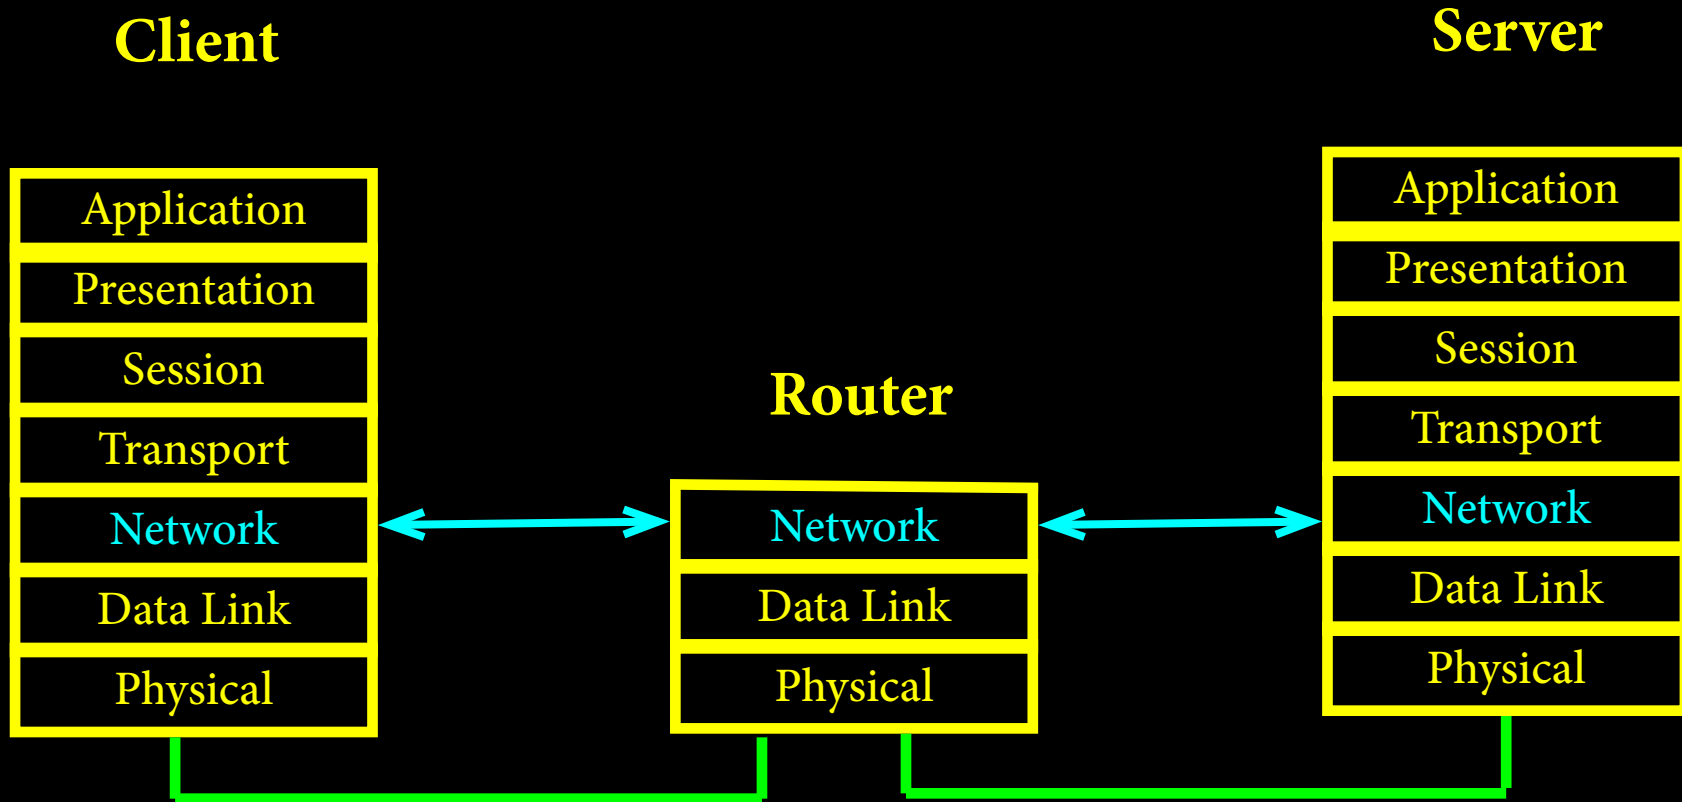 Client
Application
Presentation
Session
Transport
Network
Data Link
Physical
Router
Network
Data Link
Physical
Server
Application
Presentation
Session
Transport
Network
Data Link
Physical